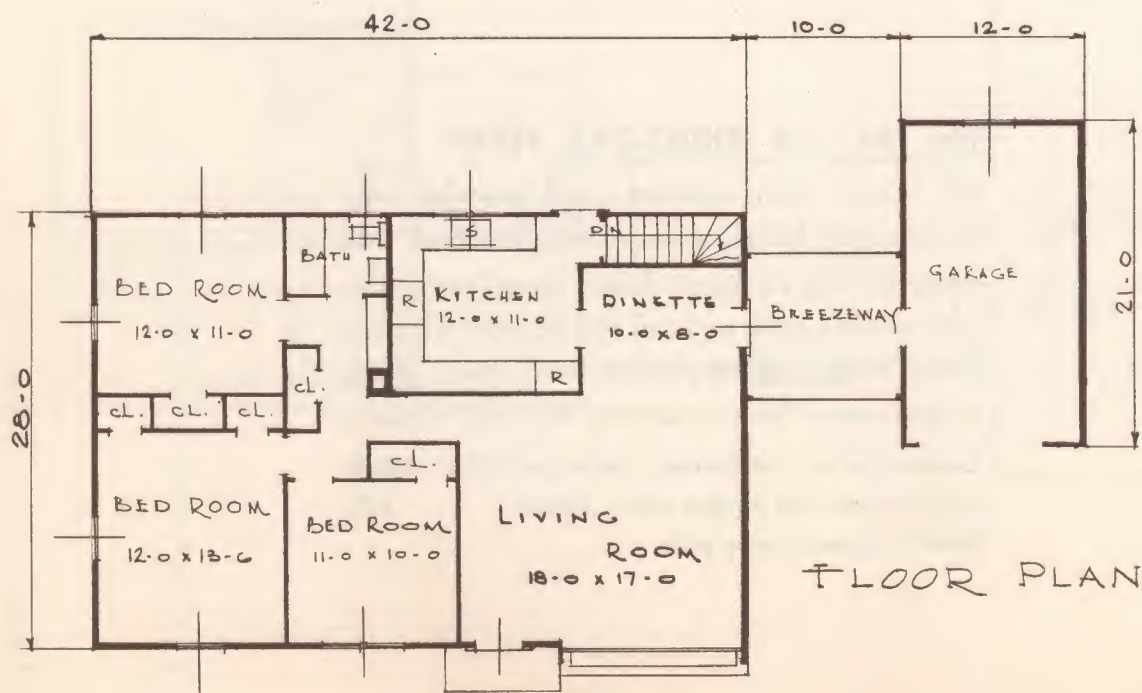 42-0
10-0
12-0
28-0
21-0
BED ROOM
12-0 x 11-0
BATH
S
R
KITCHEN
12-0 x 11-0
R
DN
DINETTE
10-0 x 8-0
BREEZEWAY
GARAGE
CL.
CL.
CL.
CL.
CL.
BED ROOM
12-0 x 13-6
BED ROOM
11-0 x 10-0
LIVING
ROOM
18-0 x 17-0
FLOOR PLAN